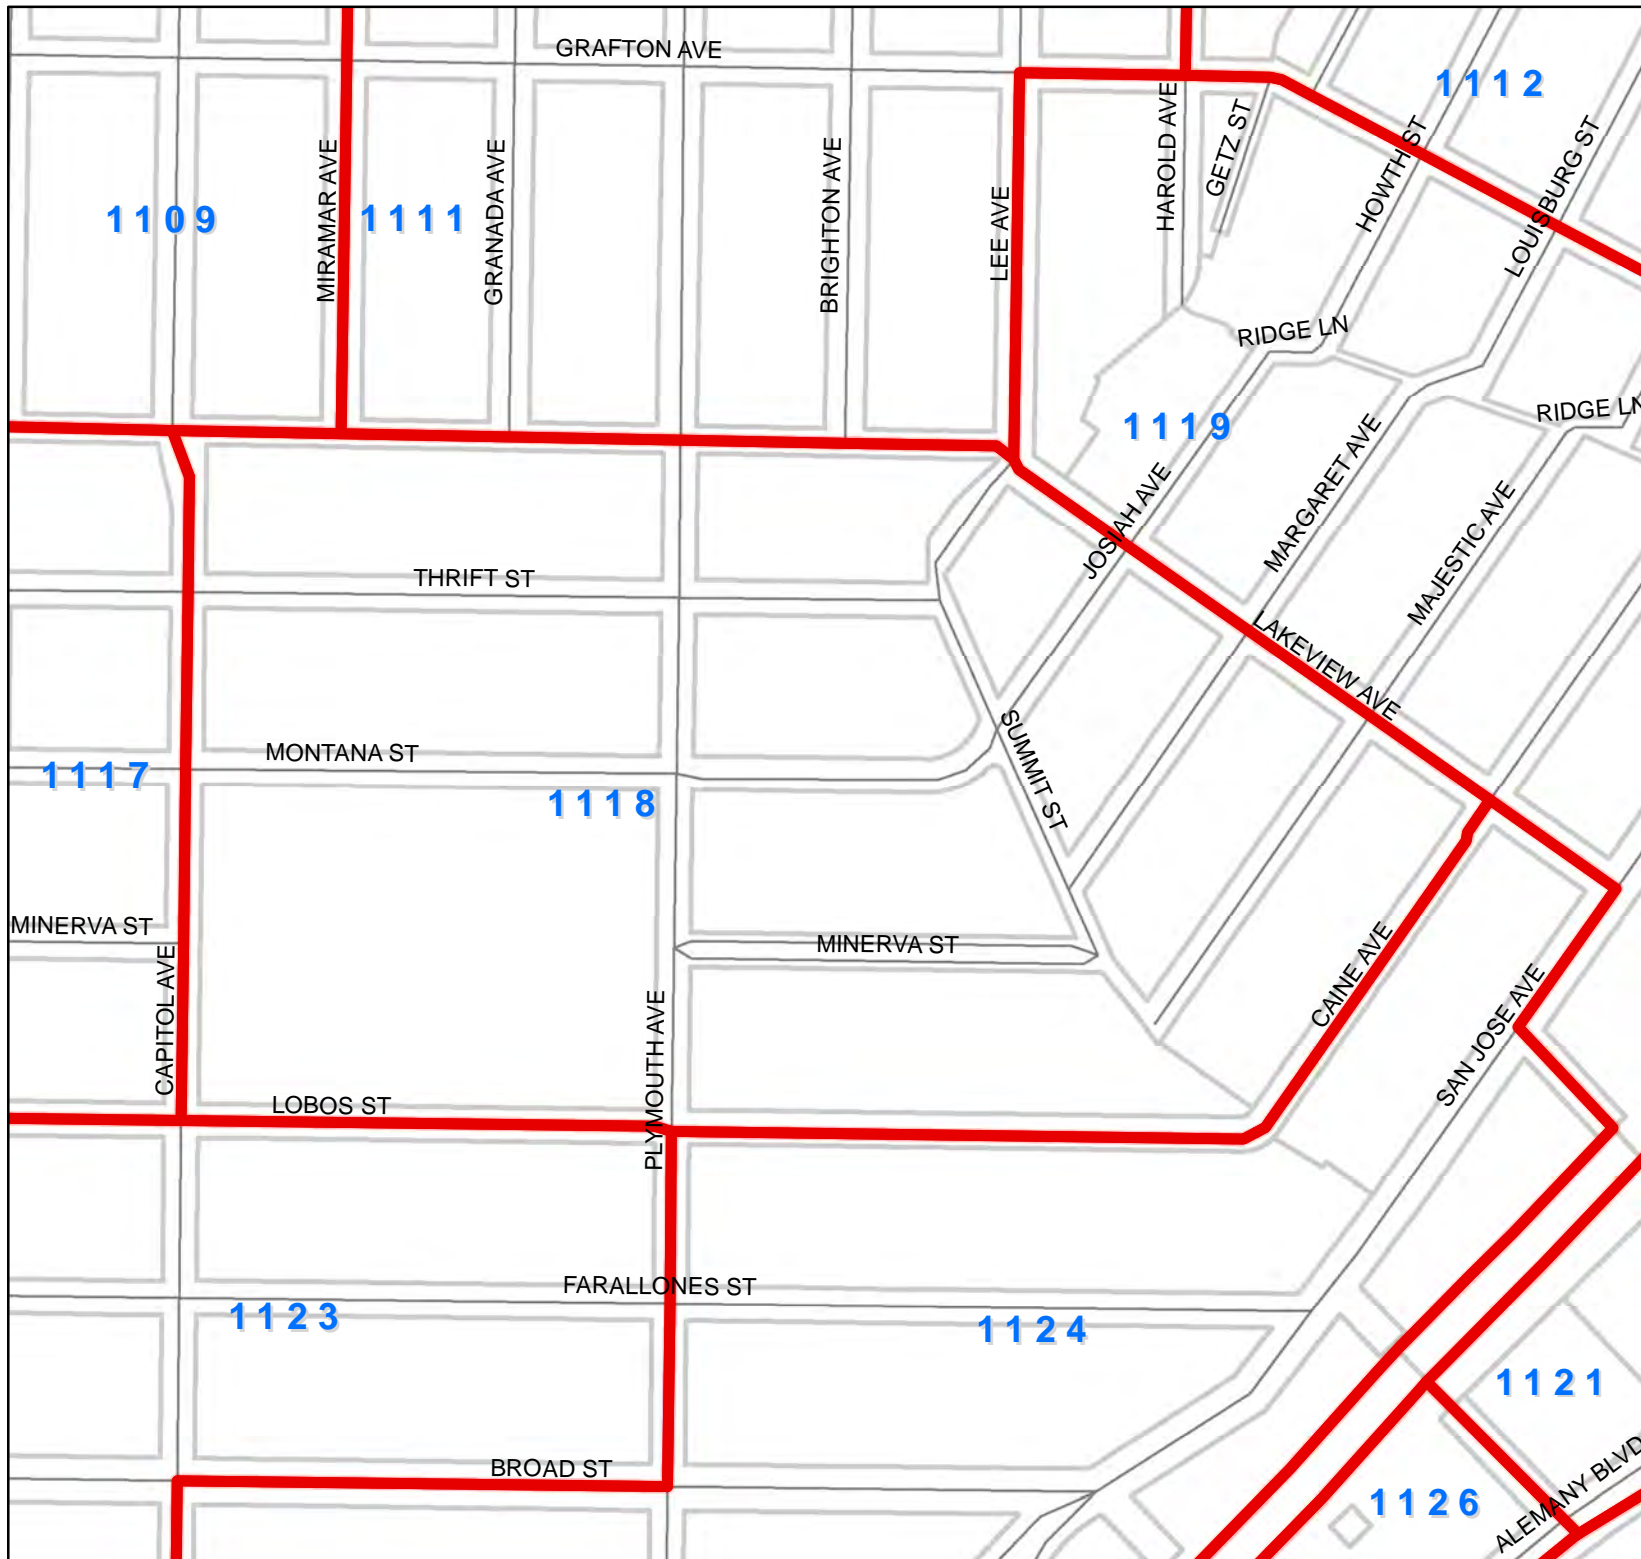 GRAFTON AVE
1112
HAROLD AVE
GETZ ST
HOWTH ST
LOUISBURG ST
MIRAMAR AVE
GRANADA AVE
BRIGHTON AVE
LEE AVE
1109
1111
RIDGE LN
RIDGE LN
1119
JOSIAH AVE
MARGARET AVE
MAJESTIC AVE
THRIFT ST
LAKEVIEW AVE
SUMMIT ST
MONTANA ST
1117
1118
MINERVA ST
MINERVA ST
CAPITOL AVE
PLYMOUTH AVE
CAINE AVE
SAN JOSE AVE
LOBOS ST
FARALLONES ST
1123
1124
1121
BROAD ST
1126
ALEMANY BLVD